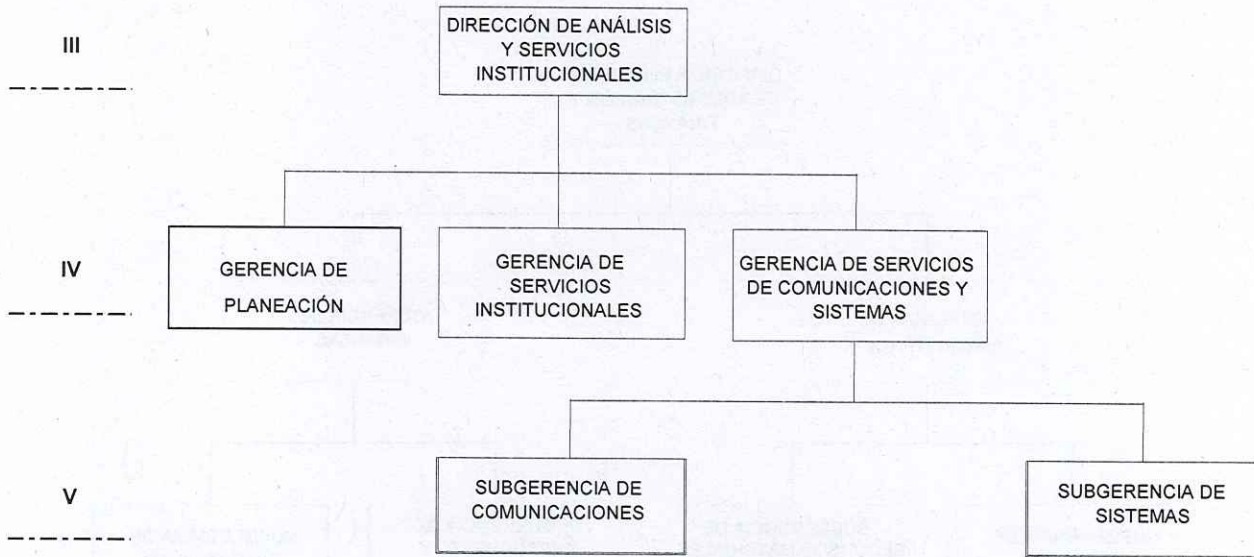 III
DIRECCIÓN DE ANÁLISIS
Y SERVICIOS
INSTITUCIONALES
IV
GERENCIA DE
PLANEACIÓN
GERENCIA DE
SERVICIOS
INSTITUCIONALES
GERENCIA DE SERVICIOS
DE COMUNICACIONES Y
SISTEMAS
V
SUBGERENCIA DE
COMUNICACIONES
SUBGERENCIA DE
SISTEMAS